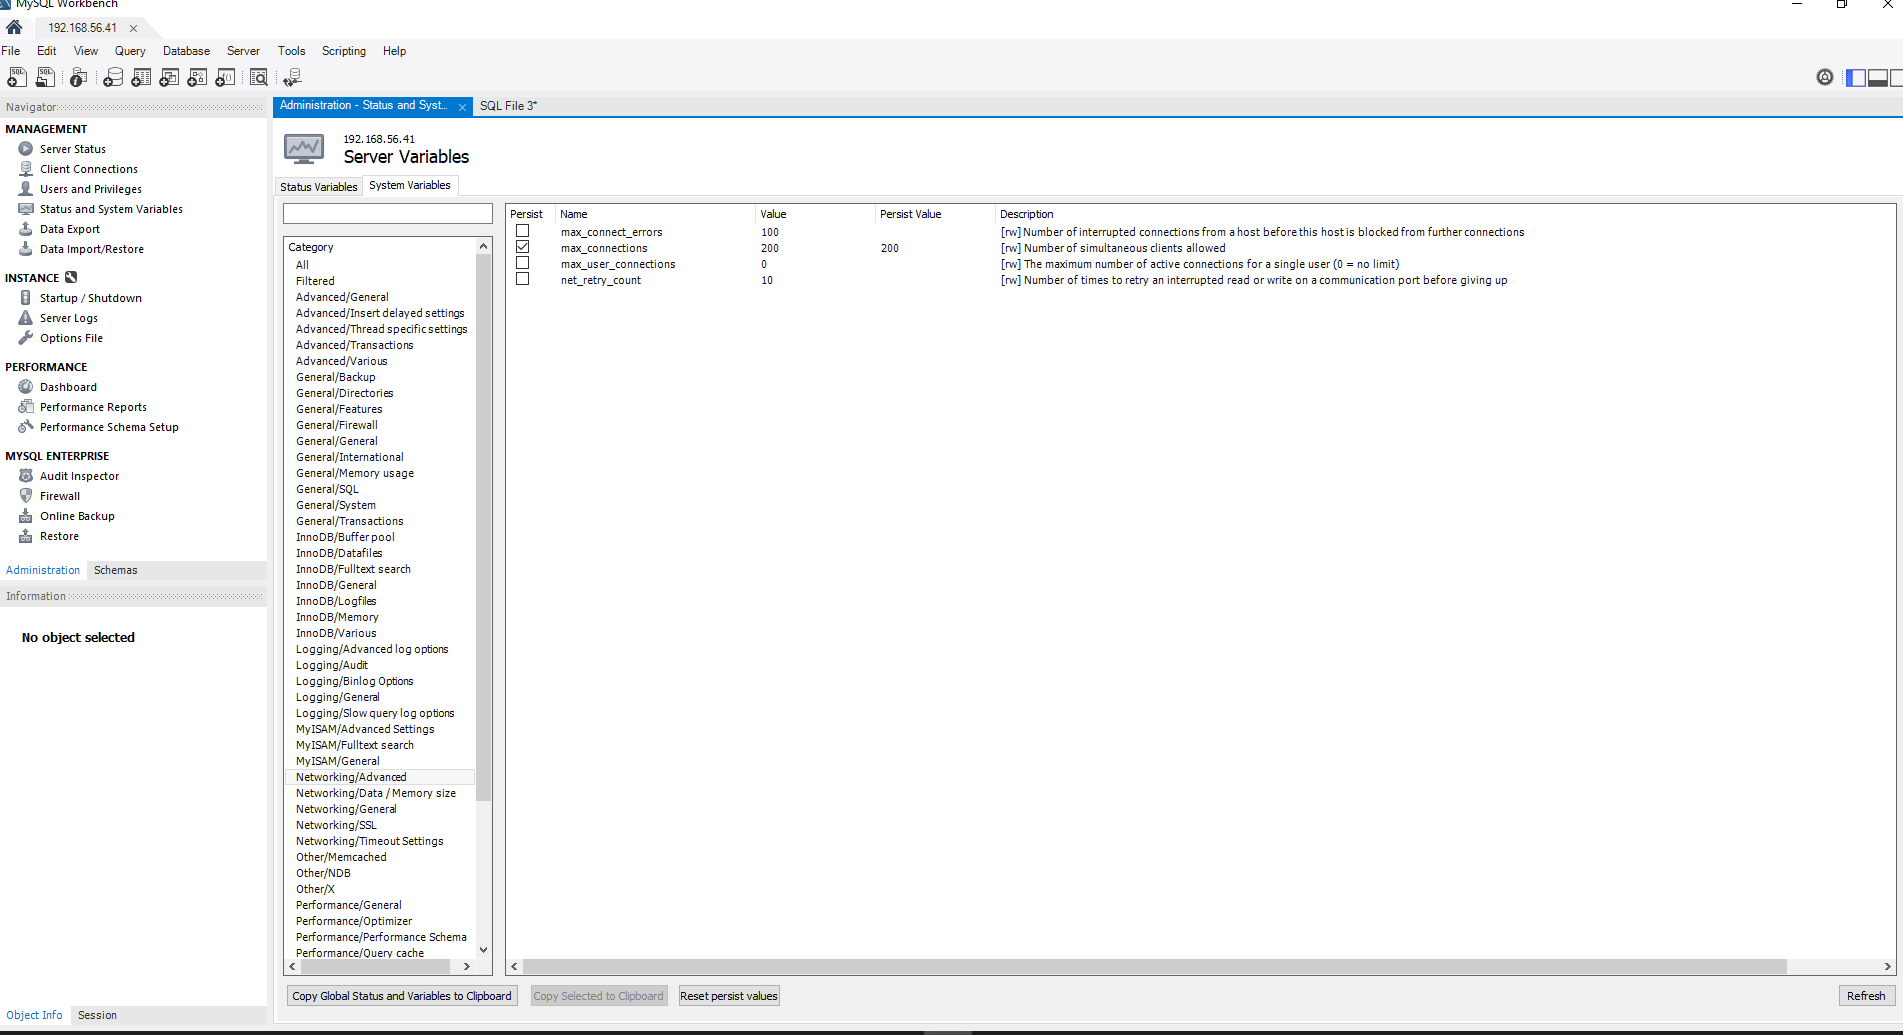 MySQL Workbench
192.168.56.41
File Edit View Query Database Server Tools Scripting Help
Navigator
MANAGEMENT
Server Status
Client Connections
Users and Privileges
Status and System Variables
Data Export
Data Import/Restore
INSTANCE
Startup / Shutdown
Server Logs
Options File
PERFORMANCE
Dashboard
Performance Reports
Performance Schema Setup
MYSQL ENTERPRISE
Audit Inspector
Firewall
Online Backup
Restore
Administration Schemas
Information
No object selected
Object Info Session
Administration - Status and Syst... SQL File 3*
192.168.56.41
Server Variables
Status Variables System Variables
Category
All
Filtered
Advanced/General
Advanced/Insert delayed settings
Advanced/Thread specific settings
Advanced/Transactions
Advanced/Various
General/Backup
General/Directories
General/Features
General/Firewall
General/General
General/International
General/Memory usage
General/SQL
General/System
General/Transactions
InnoDB/Buffer pool
InnoDB/Datafiles
InnoDB/Fulltext search
InnoDB/General
InnoDB/Logfiles
InnoDB/Memory
InnoDB/Various
Logging/Advanced log options
Logging/Audit
Logging/Binlog Options
Logging/General
Logging/Slow query log options
MyISAM/Advanced Settings
MyISAM/Fulltext search
MyISAM/General
Networking/Advanced
Networking/Data / Memory size
Networking/General
Networking/SSL
Networking/Timeout Settings
Other/Memcached
Other/NDB
Other/X
Performance/General
Performance/Optimizer
Performance/Performance Schema
Performance/Query cache
Persist Name Value Persist Value Description
max_connect_errors 100 [rw] Number of interrupted connections from a host before this host is blocked from further connections
max_connections 200 200 [rw] Number of simultaneous clients allowed
max_user_connections 0 [rw] The maximum number of active connections for a single user (0 = no limit)
net_retry_count 10 [rw] Number of times to retry an interrupted read or write on a communication port before giving up
Copy Global Status and Variables to Clipboard Copy Selected to Clipboard Reset persist values Refresh